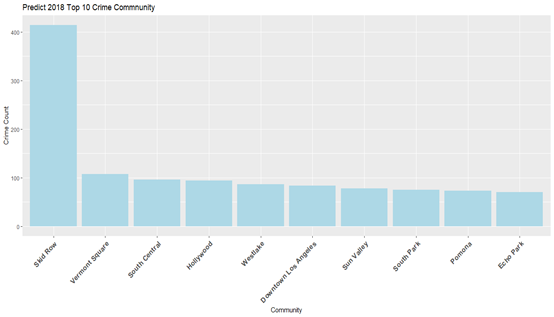 Predict 2018 Top 10 Crime Commnunity
Crime Count
400
300
200
100
0
Skid Row
Vermont Square
South Central
Hollywood
Westlake
Downtown Los Angeles
Sun Valley
South Park
Pomona
Echo Park
Community